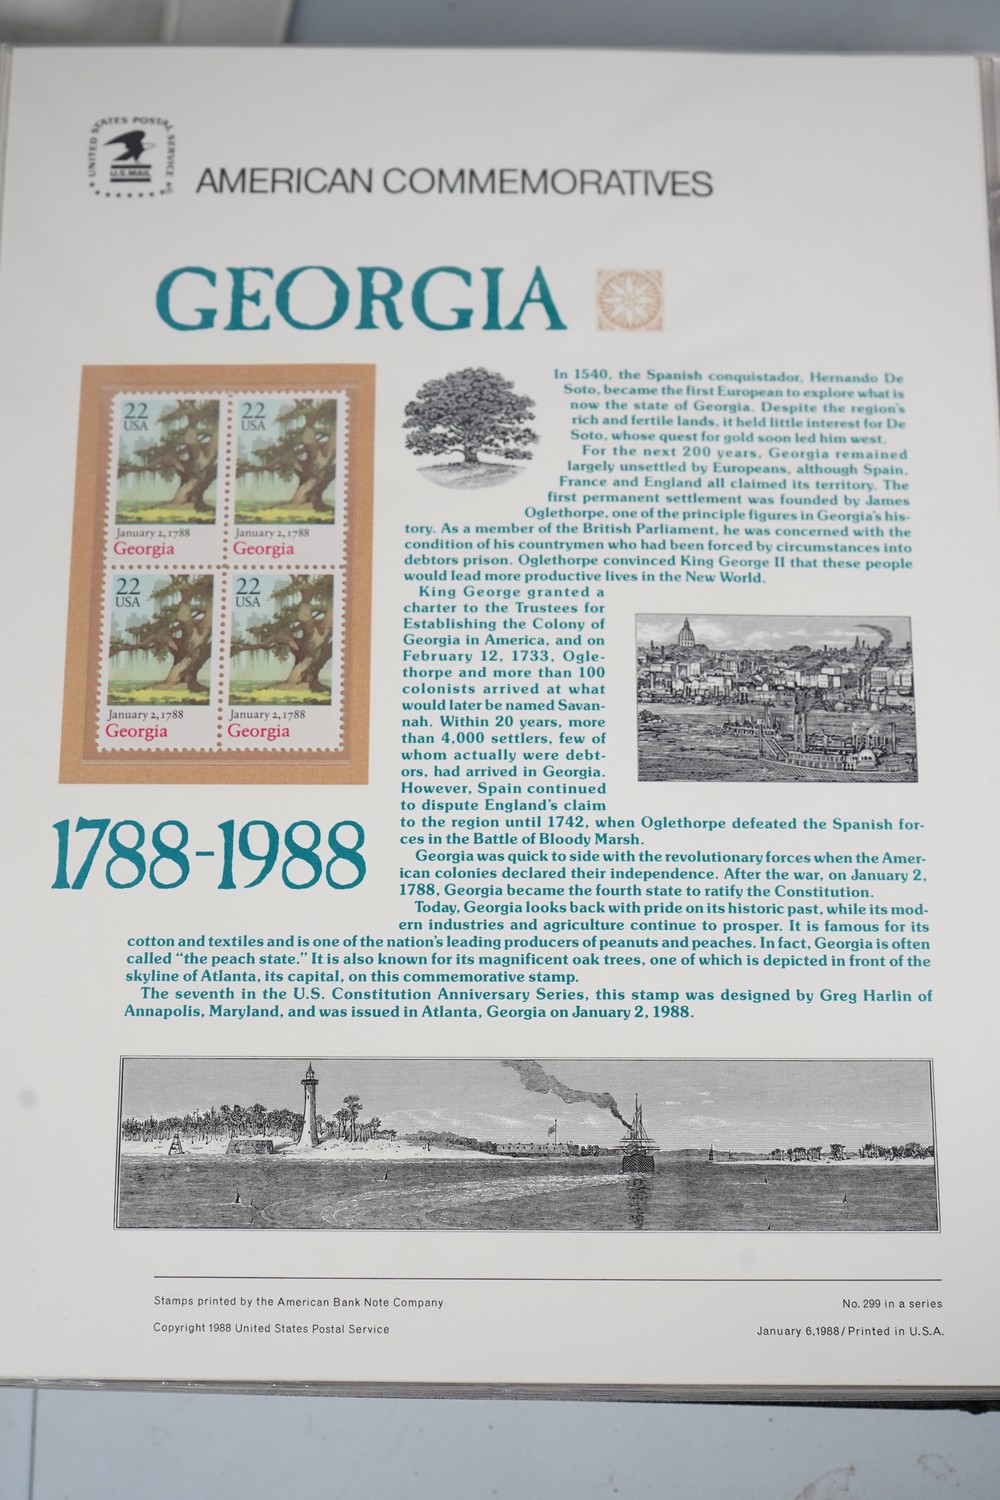 UNITED STATES POSTAL SERVICE
U.S.MAIL
AMERICAN COMMEMORATIVES
GEORGIA
22
USA
January 2, 1788
Georgia
22
USA
January 2, 1788
Georgia
22
USA
January 2, 1788
Georgia
22
USA
January 2, 1788
Georgia
1788-1988
In 1540, the Spanish conquistador, Hernando De
Soto, became the first European to explore what is
now the state of Georgia. Despite the region's
rich and fertile lands, it held little interest for De
Soto, whose quest for gold soon led him west.
For the next 200 years, Georgia remained
largely unsettled by Europeans, although Spain,
France and England all claimed its territory. The
first permanent settlement was founded by James
Oglethorpe, one of the principle figures in Georgia's his-
tory. As a member of the British Parliament, he was concerned with the
condition of his countrymen who had been forced by circumstances into
debtors prison. Oglethorpe convinced King George II that these people
would lead more productive lives in the New World.
King George granted a
charter to the Trustees for
Establishing the Colony of
Georgia in America, and on
February 12, 1733, Ogle-
thorpe and more than 100
colonists arrived at what
would later be named Savan-
nah. Within 20 years, more
than 4,000 settlers, few of
whom actually were debt-
ors, had arrived in Georgia.
However, Spain continued
to dispute England's claim
to the region until 1742, when Oglethorpe defeated the Spanish for-
ces in the Battle of Bloody Marsh.
Georgia was quick to side with the revolutionary forces when the Amer-
ican colonies declared their independence. After the war, on January 2,
1788, Georgia became the fourth state to ratify the Constitution.
Today, Georgia looks back with pride on its historic past, while its mod-
ern industries and agriculture continue to prosper. It is famous for its
cotton and textiles and is one of the nation's leading producers of peanuts and peaches. In fact, Georgia is often
called "the peach state." It is also known for its magnificent oak trees, one of which is depicted in front of the
skyline of Atlanta, its capital, on this commemorative stamp.
The seventh in the U.S. Constitution Anniversary Series, this stamp was designed by Greg Harlin of
Annapolis, Maryland, and was issued in Atlanta, Georgia on January 2, 1988.
Stamps printed by the American Bank Note Company
Copyright 1988 United States Postal Service
No. 299 in a series
January 6, 1988/Printed in U.S.A.